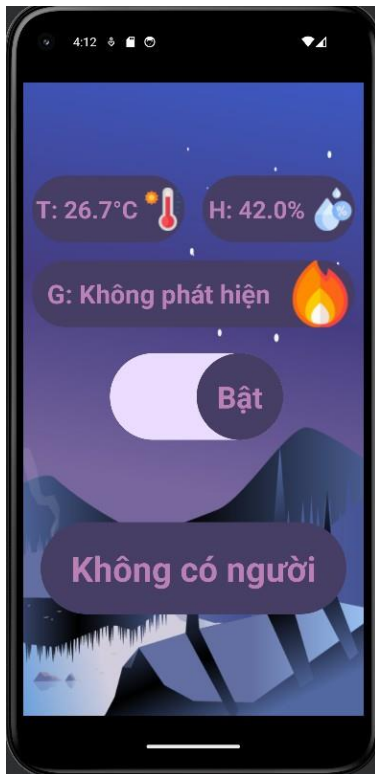 4:12
T: 26.7°C
H: 42.0%
G: Không phát hiện
Bật
Không có người